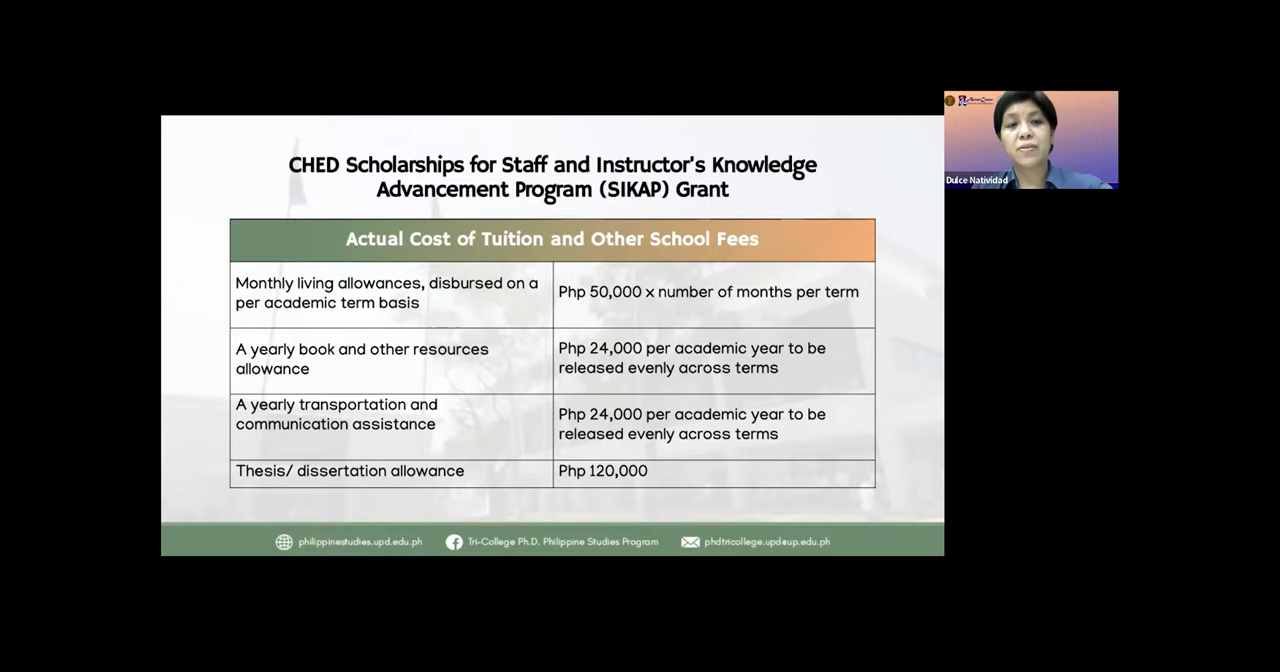 CHED Scholarships for Staff and Instructor's Knowledge
Advancement Program (SIKAP) Grant
Actual Cost of Tuition and Other School Fees
Monthly living allowances, disbursed on a
per academic term basis
Php 50,000 x number of months per term
A yearly book and other resources
allowance
Php 24,000 per academic year to be
released evenly across terms
A yearly transportation and
communication assistance
Php 24,000 per academic year to be
released evenly across terms
Thesis/ dissertation allowance
Php 120,000
philippinestudies.upd.edu.ph
Tri-College Ph.D. Philippine Studies Program
phdtricollege.upd@up.edu.ph
Dulce Natividad